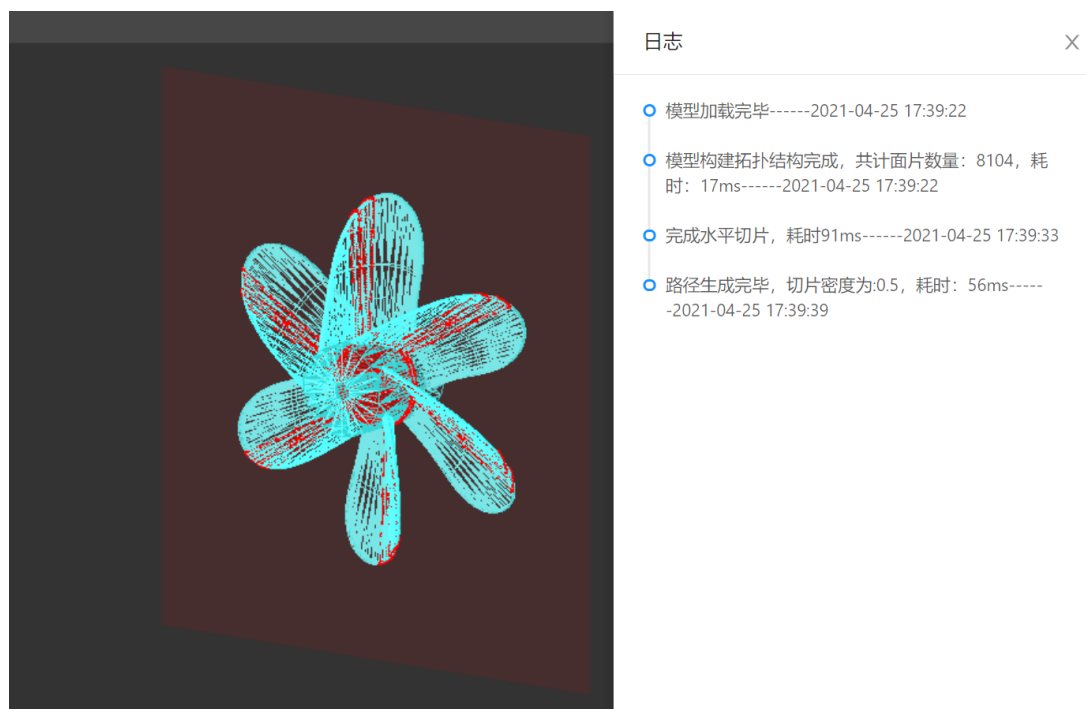 日志
模型加载完毕------2021-04-25 17:39:22
模型构建拓扑结构完成，共计面片数量：8104，耗
时：17ms------2021-04-25 17:39:22
完成水平切片，耗时91ms------2021-04-25 17:39:33
路径生成完毕，切片密度为:0.5，耗时：56ms-----
-2021-04-25 17:39:39